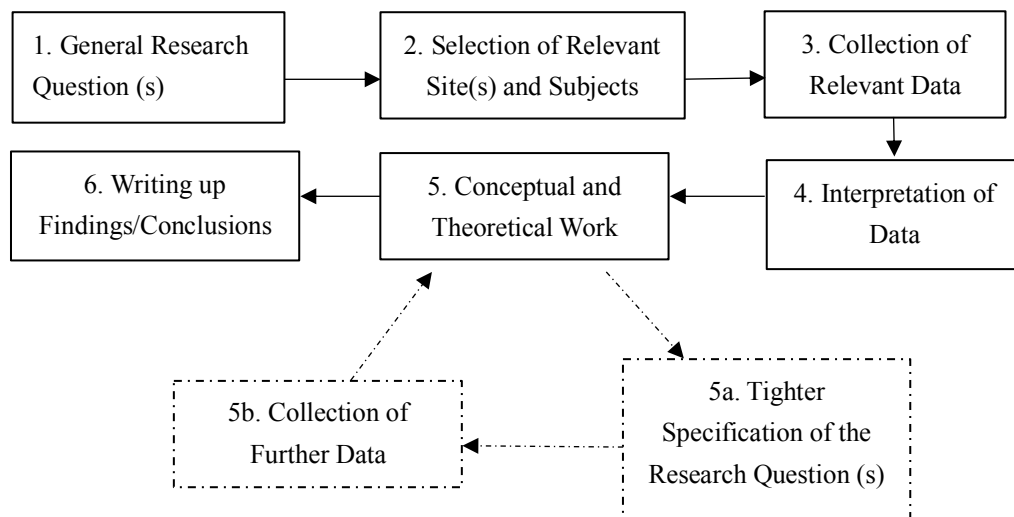 1. General Research
Question (s)
2. Selection of Relevant
Site(s) and Subjects
3. Collection of
Relevant Data
6. Writing up
Findings/Conclusions
5. Conceptual and
Theoretical Work
4. Interpretation of
Data
5b. Collection of
Further Data
5a. Tighter
Specification of the
Research Question (s)